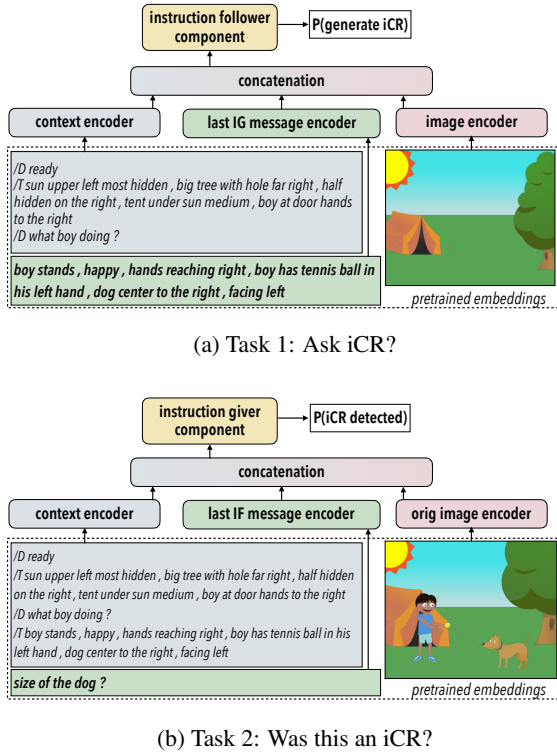 instruction follower
component
P(generate iCR)
concatenation
context encoder
last IG message encoder
image encoder
/D ready
/T sun upper left most hidden , big tree with hole far right , half
hidden on the right , tent under sun medium , boy at door hands
to the right
/D what boy doing ?
boy stands , happy , hands reaching right , boy has tennis ball in
his left hand , dog center to the right , facing left
pretrained embeddings
(a) Task 1: Ask iCR?
instruction giver
component
P(iCR detected)
concatenation
context encoder
last IF message encoder
orig image encoder
/D ready
/T sun upper left most hidden , big tree with hole far right , half hidden
on the right , tent under sun medium , boy at door hands to the right
/D what boy doing ?
/T boy stands , happy , hands reaching right , boy has tennis ball in his
left hand , dog center to the right , facing left
size of the dog ?
pretrained embeddings
(b) Task 2: Was this an iCR?